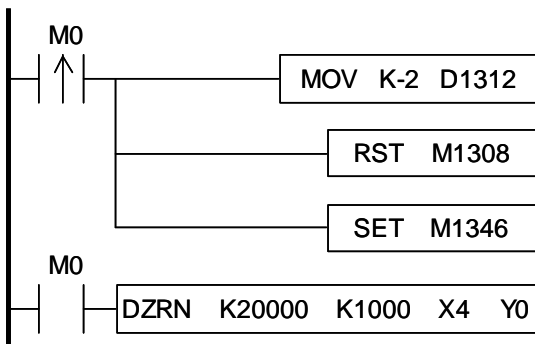 M0
MOV K-2 D1312
RST M1308
SET M1346
M0
DZRN K20000 K1000 X4 Y0